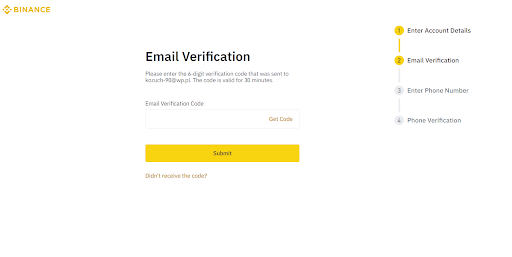 BINANCE
Email Verification
Please enter the 6-digit verification code that was sent to
koruch-90@wp.pl. The code is valid for 30 minutes.
Email Verification Code
Get Code
Submit
Didn't receive the code?
1 Enter Account Details
2 Email Verification
3 Enter Phone Number
4 Phone Verification